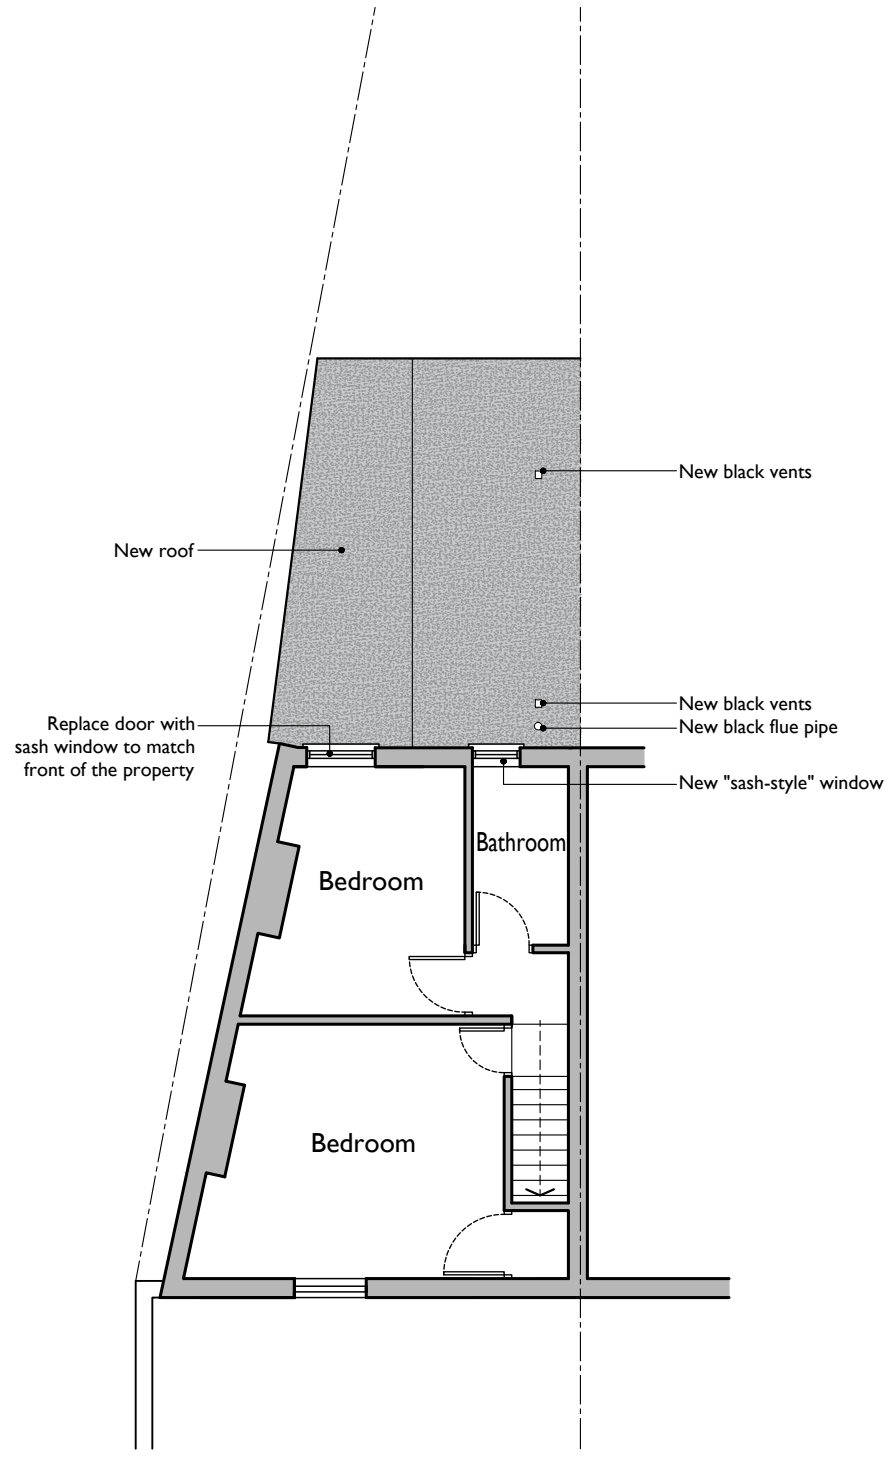 New black vents
New roof
New black vents
Replace door with
sash window to match
front of the property
New black flue pipe
New "sash-style" window
Bathroom
Bedroom
Bedroom